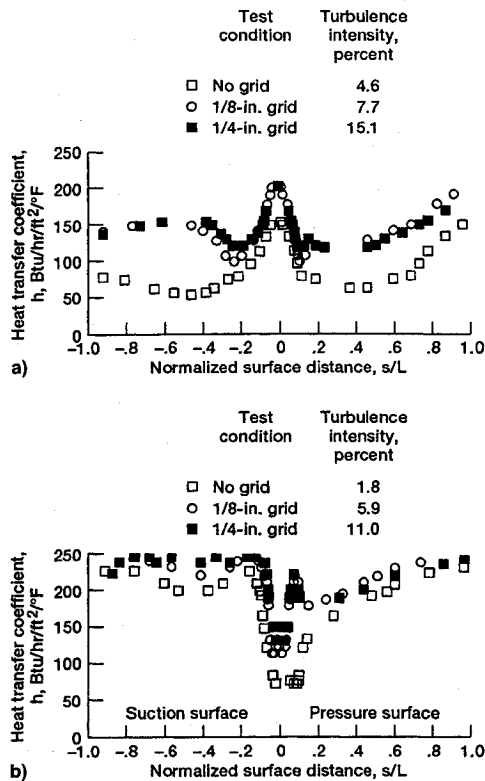 Test condition Turbulence intensity, percent
□ No grid 4.6
○ 1/8-in. grid 7.7
■ 1/4-in. grid 15.1
Heat transfer coefficient, h, Btu/hr/ft²/°F
250
200
150
100
50
0
-1.0 -.8 -.6 -.4 -.2 0 .2 .4 .6 0.8 1.0
Normalized surface distance, s/L
a)
Test condition Turbulence intensity, percent
□ No grid 1.8
○ 1/8-in. grid 5.9
■ 1/4-in. grid 11.0
Heat transfer coefficient, h, Btu/hr/ft²/°F
250
200
150
100
50
0
Suction surface Pressure surface
-1.0 -.8 -.6 -.4 -.2 0 .2 .4 .6 0.8 1.0
Normalized surface distance, s/L
b)